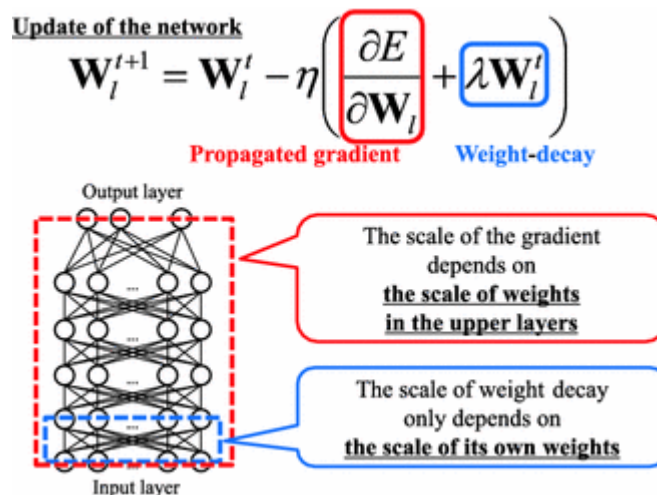 Update of the network
W_l^{t+1} = W_l^t − η( ∂E/∂W_l + λW_l^t )
Propagated gradient Weight-decay
Output layer
The scale of the gradient
depends on
the scale of weights
in the upper layers
...
...
...
...
The scale of weight decay
only depends on
the scale of its own weights
Input layer